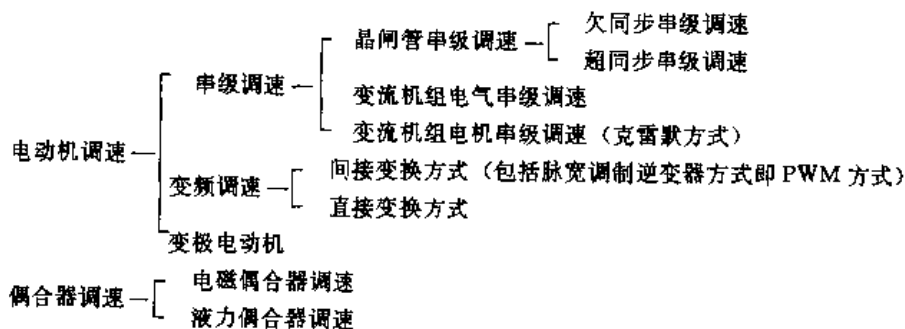 欠同步串级调速
晶闸管串级调速
超同步串级调速
串级调速
变流机组电气串级调速
变流机组电机串级调速（克雷默方式）
电动机调速
间接变换方式（包括脉宽调制逆变器方式即 PWM 方式）
变频调速
直接变换方式
变极电动机
电磁偶合器调速
偶合器调速
液力偶合器调速